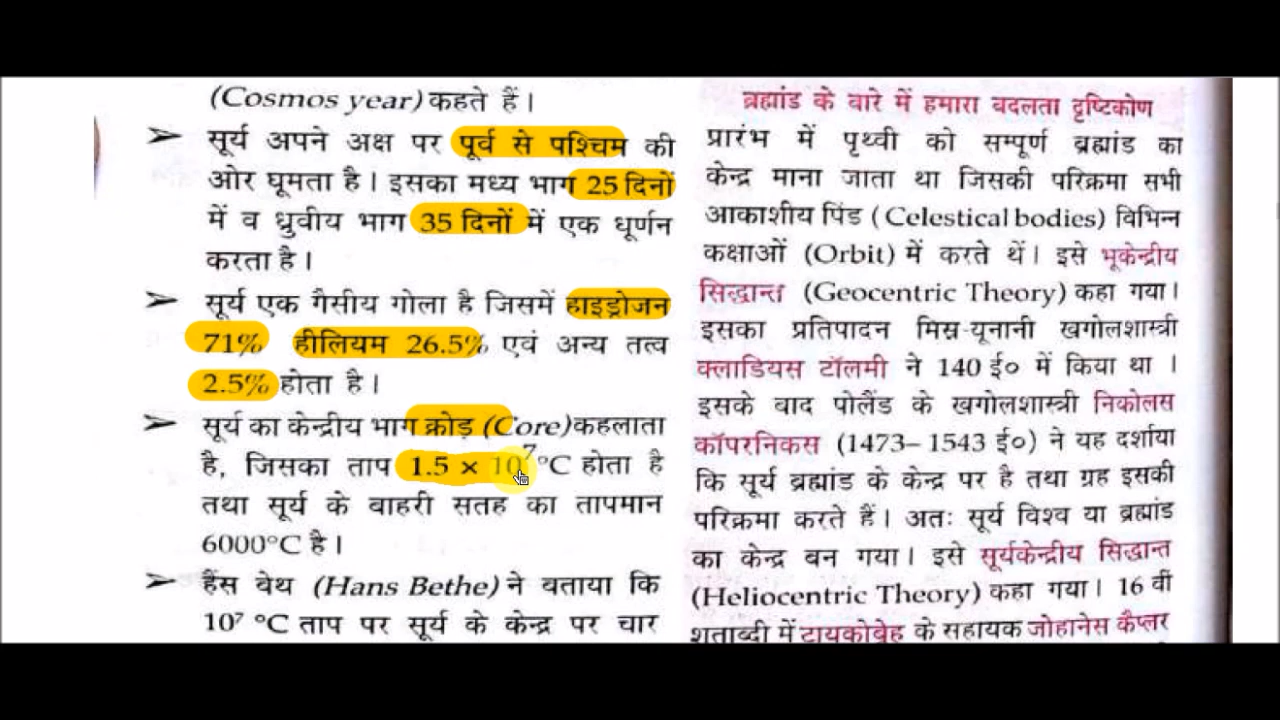 (Cosmos year) कहते हैं।
➢ सूर्य अपने अक्ष पर पूर्व से पश्चिम की
ओर घूमता है। इसका मध्य भाग 25 दिनों
में व ध्रुवीय भाग 35 दिनों में एक धूर्णन
करता है।
➢ सूर्य एक गैसीय गोला है जिसमें हाइड्रोजन
71% हीलियम 26.5% एवं अन्य तत्व
2.5% होता है।
➢ सूर्य का केन्द्रीय भाग क्रोड़ (Core) कहलाता
है, जिसका ताप 1.5 × 10⁷ °C होता है
तथा सूर्य के बाहरी सतह का तापमान
6000°C है।
➢ हैंस बेथ (Hans Bethe) ने बताया कि
10⁷ °C ताप पर सूर्य के केन्द्र पर चार
ब्रह्मांड के बारे में हमारा बदलता दृष्टिकोण
प्रारंभ में पृथ्वी को सम्पूर्ण ब्रह्मांड का
केन्द्र माना जाता था जिसकी परिक्रमा सभी
आकाशीय पिंड (Celestical bodies) विभिन्न
कक्षाओं (Orbit) में करते थें। इसे भूकेन्द्रीय
सिद्धान्त (Geocentric Theory) कहा गया।
इसका प्रतिपादन मिस्र-यूनानी खगोलशास्त्री
क्लाडियस टॉलमी ने 140 ई० में किया था ।
इसके बाद पोलैंड के खगोलशास्त्री निकोलस
कॉपरनिकस (1473– 1543 ई०) ने यह दर्शाया
कि सूर्य ब्रह्मांड के केन्द्र पर है तथा ग्रह इसकी
परिक्रमा करते हैं। अतः सूर्य विश्व या ब्रह्मांड
का केन्द्र बन गया। इसे सूर्यकेन्द्रीय सिद्धान्त
(Heliocentric Theory) कहा गया। 16 वीं
शताब्दी में टायकोब्रेह के सहायक जोहानेस कैप्लर